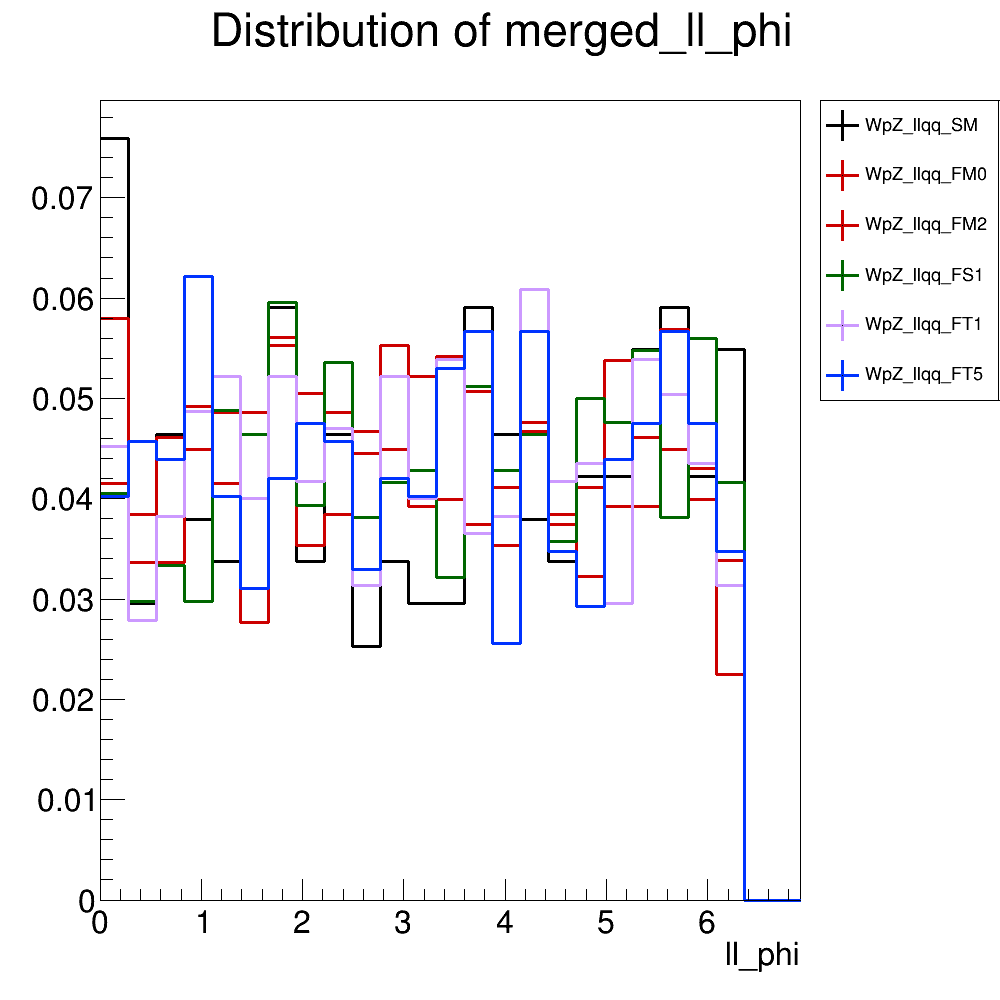 Distribution of merged_ll_phi
WpZ_llqq_SM
WpZ_llqq_FM0
WpZ_llqq_FM2
WpZ_llqq_FS1
WpZ_llqq_FT1
WpZ_llqq_FT5
0.07
0.06
0.05
0.04
0.03
0.02
0.01
0
0 1 2 3 4 5 6
ll_phi